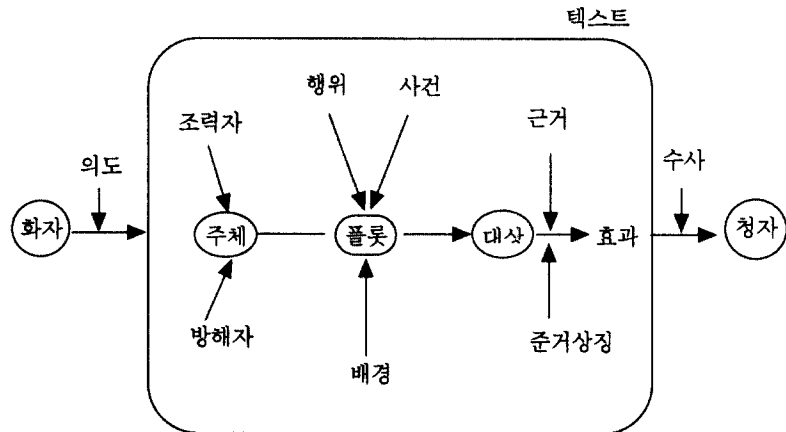 텍스트
행위 사건
조력자 근거
의도 수사
화자 주체 플롯 대상 효과 청자
방해자 준거상징
배경